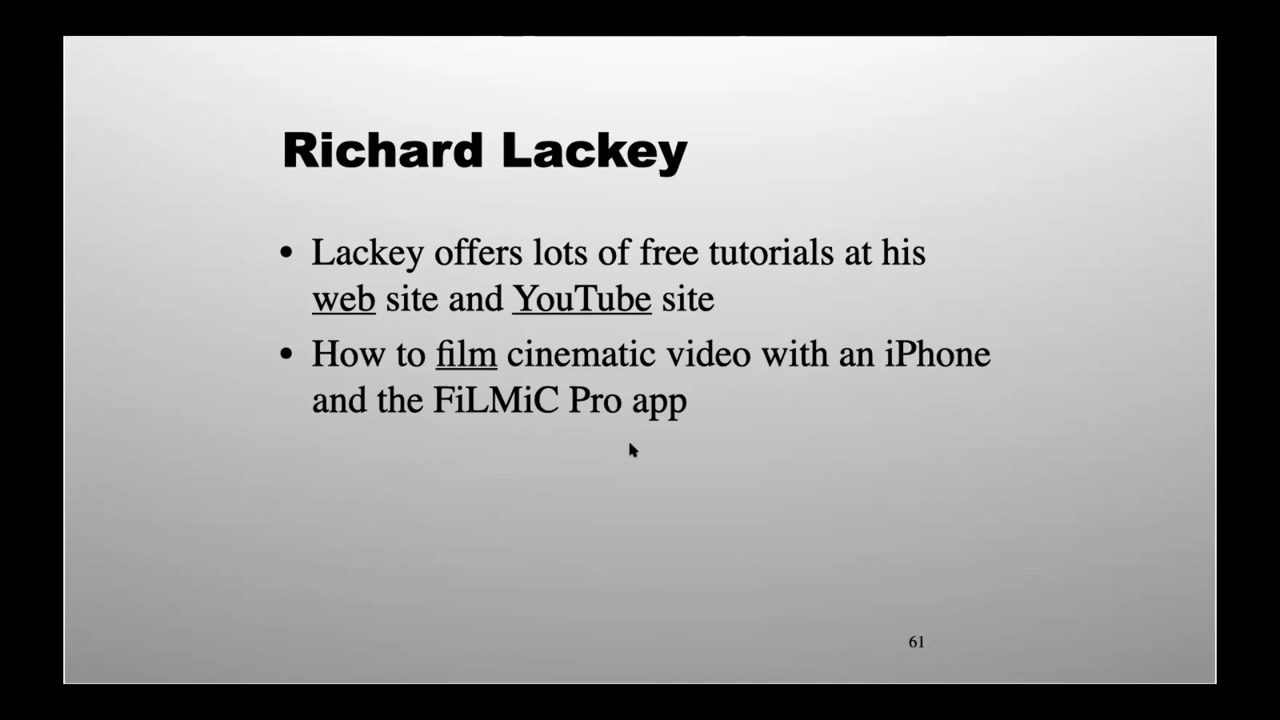 Richard Lackey
• Lackey offers lots of free tutorials at his
web site and YouTube site
• How to film cinematic video with an iPhone
and the FiLMiC Pro app
61